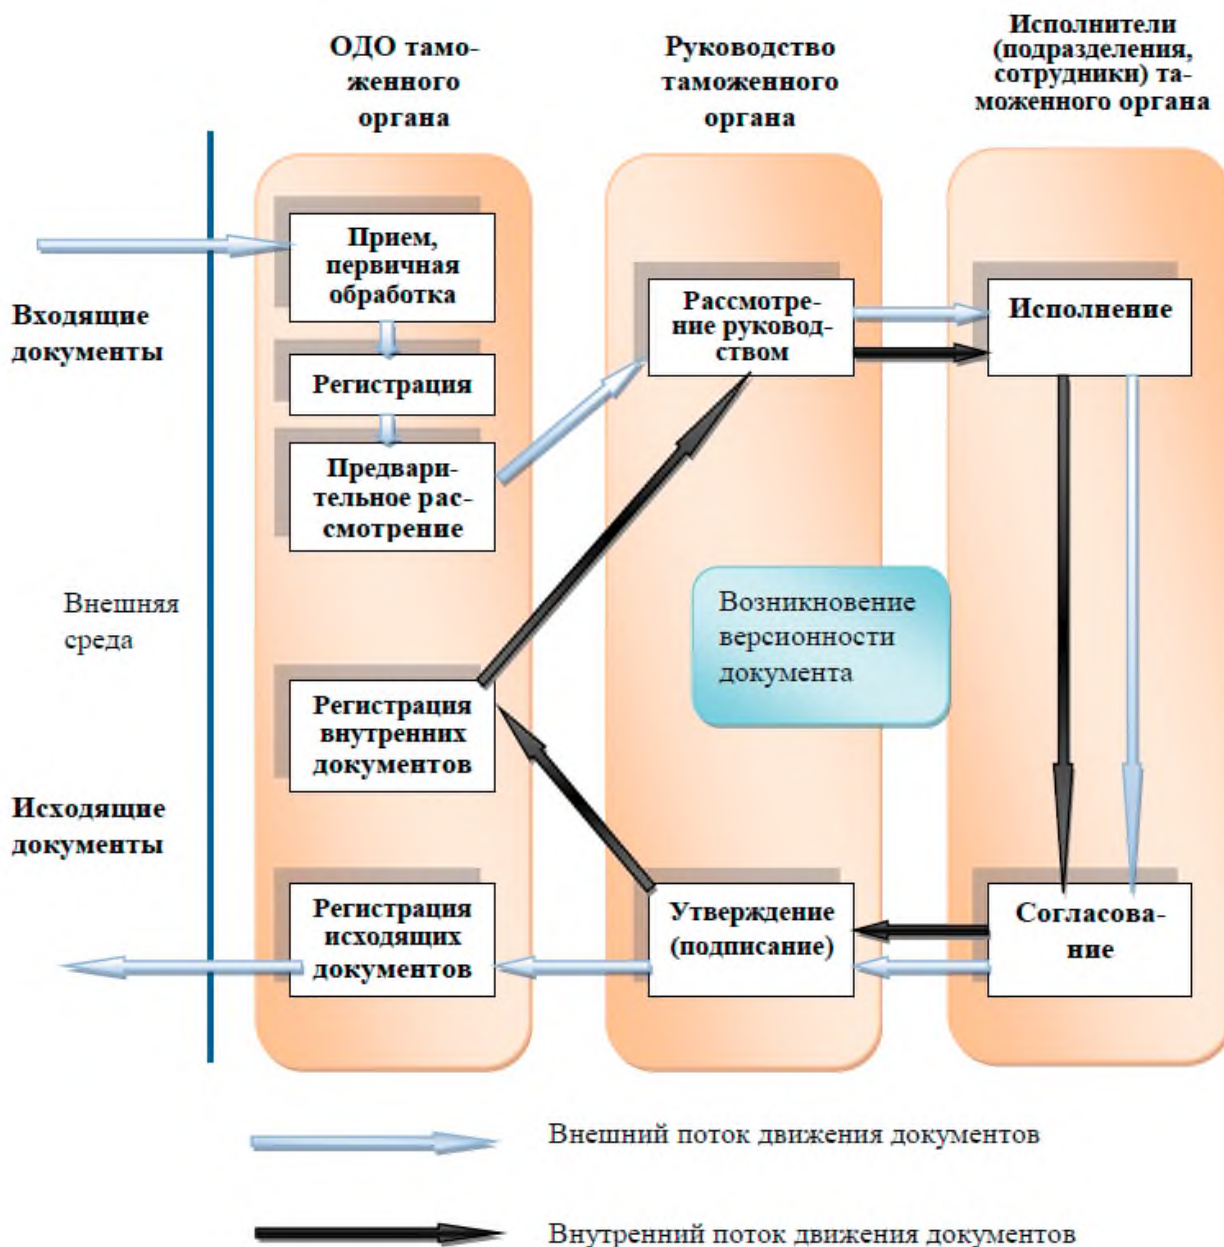 ОДО тамо-
женного
органа
Руководство
таможенного
органа
Исполнители
(подразделения,
сотрудники) та-
моженного органа
Входящие
документы
Внешняя
среда
Исходящие
документы
Прием,
первичная
обработка
Регистрация
Предвари-
тельное рас-
смотрение
Регистрация
внутренних
документов
Регистрация
исходящих
документов
Рассмотре-
ние руковод-
ством
Возникновение
версионности
документа
Утверждение
(подписание)
Исполнение
Согласова-
ние
Внешний поток движения документов
Внутренний поток движения документов